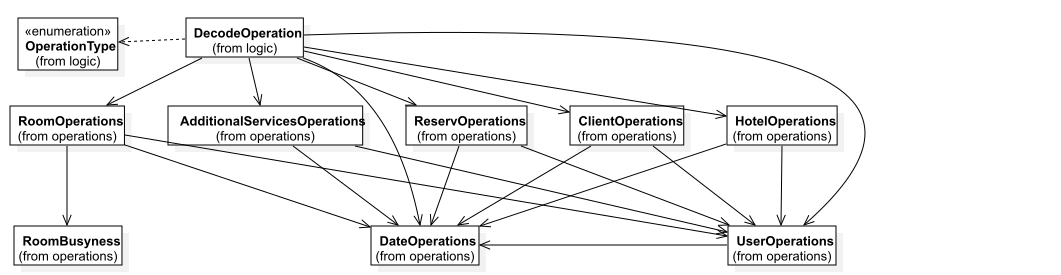 «enumeration»
OperationType
(from logic)
DecodeOperation
(from logic)
RoomOperations
(from operations)
AdditionalServicesOperations
(from operations)
ReservOperations
(from operations)
ClientOperations
(from operations)
HotelOperations
(from operations)
RoomBusyness
(from operations)
DateOperations
(from operations)
UserOperations
(from operations)